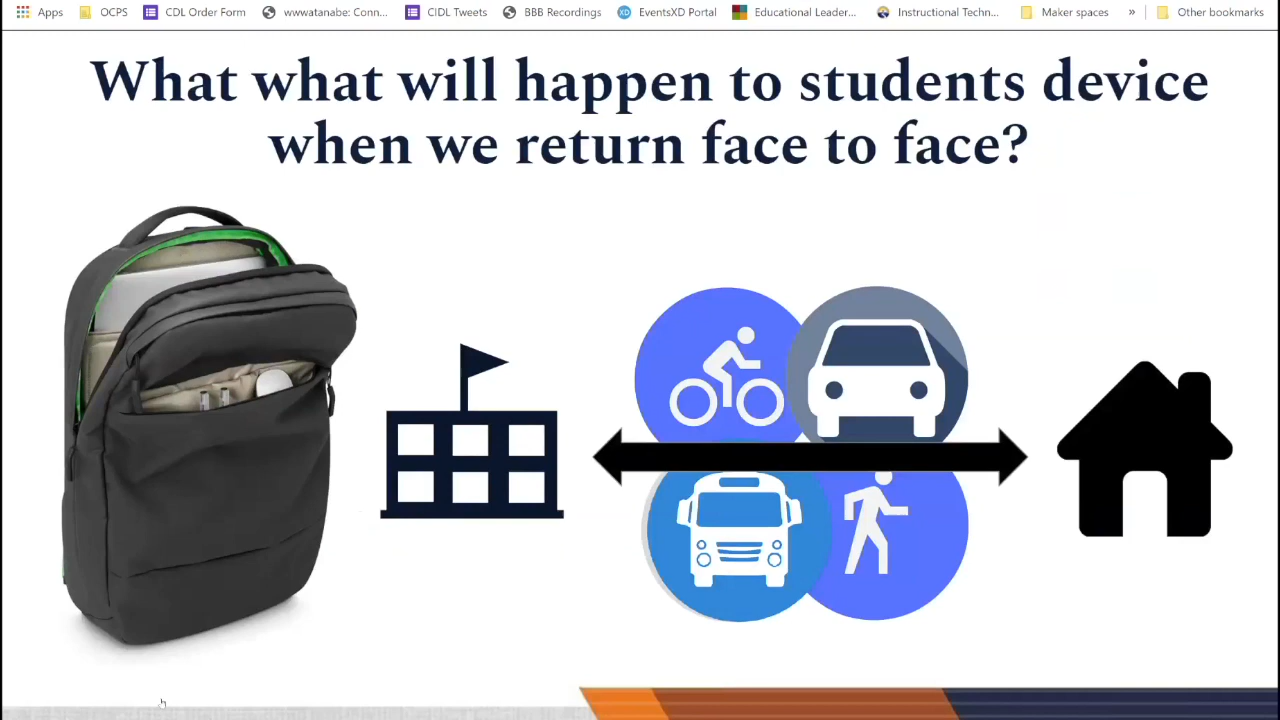 Apps OCPS CDL Order Form wwwatanabe: Conn... CIDL Tweets BBB Recordings XD EventsXD Portal Educational Leader... Instructional Techn... Maker spaces » Other bookmarks
What what will happen to students device
when we return face to face?